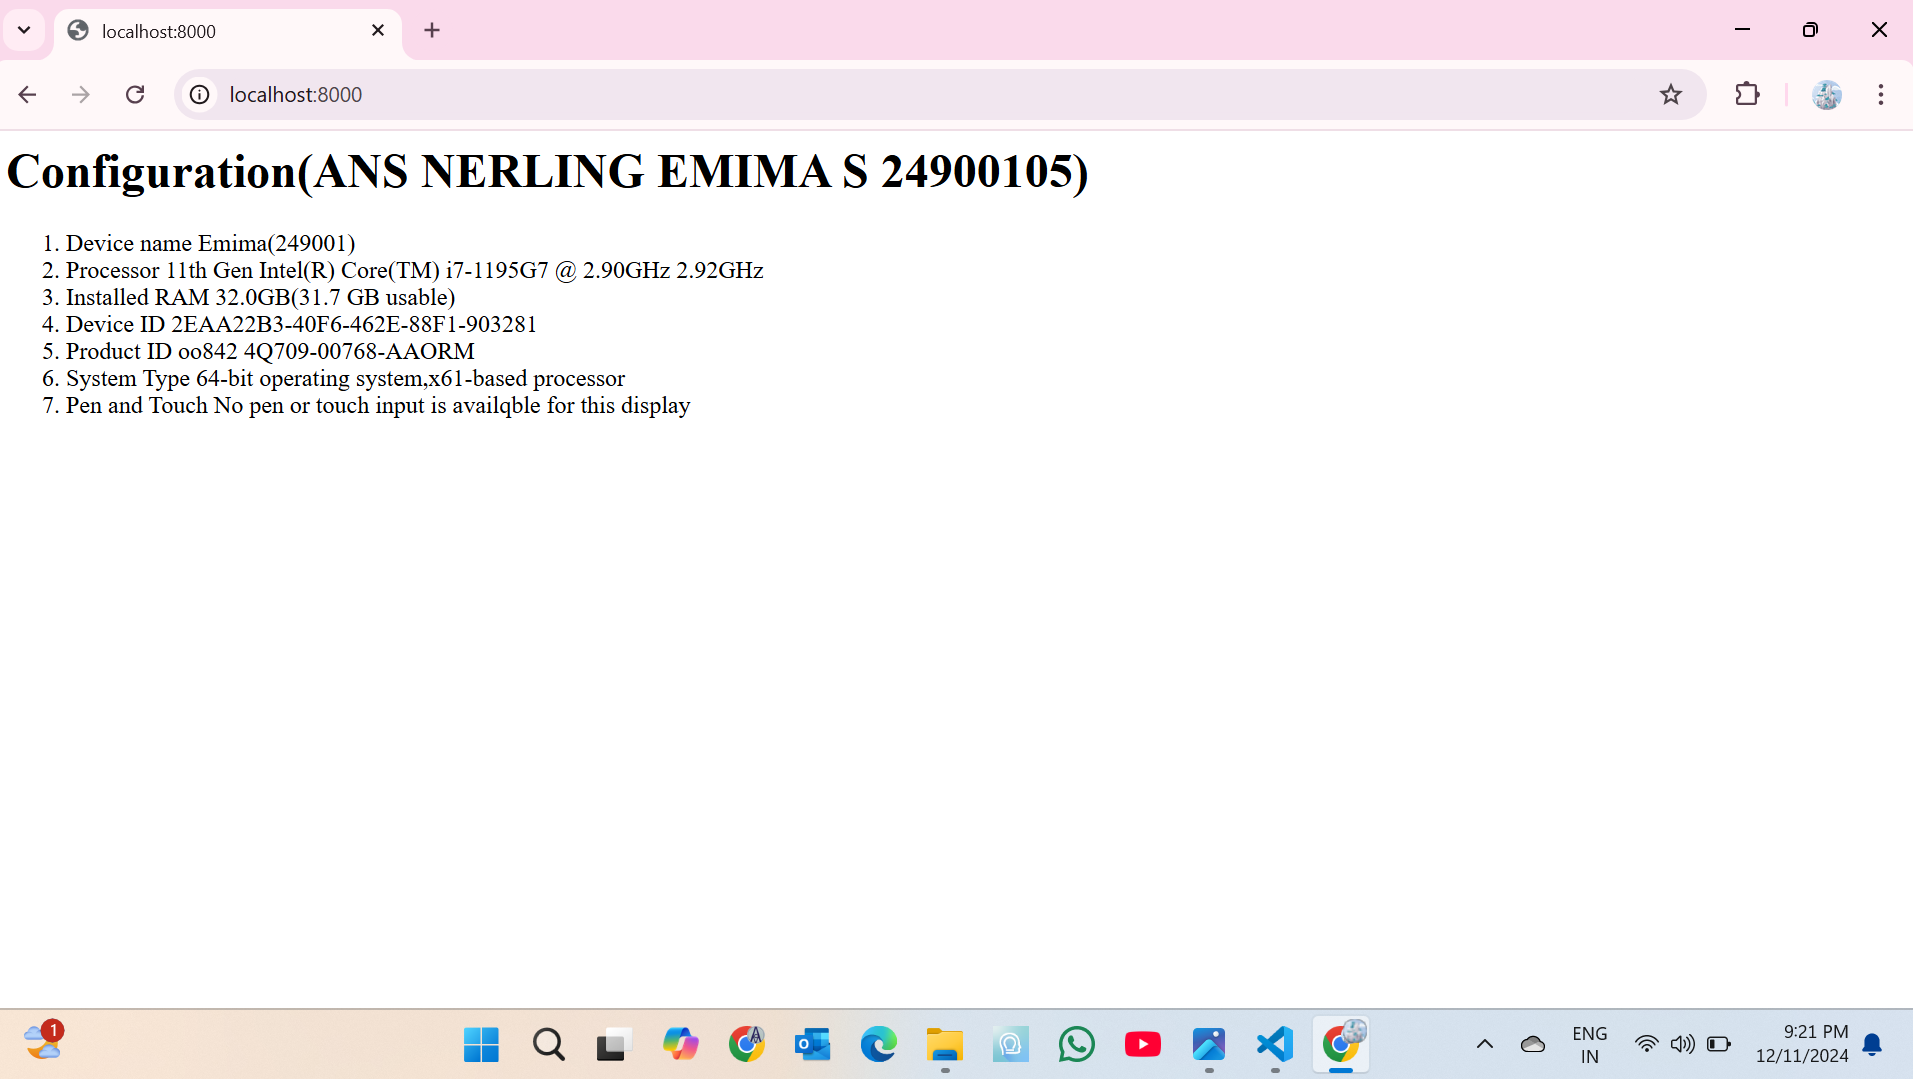 localhost:8000
localhost:8000
Configuration(ANS NERLING EMIMA S 24900105)
1. Device name Emima(249001)
2. Processor 11th Gen Intel(R) Core(TM) i7-1195G7 @ 2.90GHz 2.92GHz
3. Installed RAM 32.0GB(31.7 GB usable)
4. Device ID 2EAA22B3-40F6-462E-88F1-903281
5. Product ID oo842 4Q709-00768-AAORM
6. System Type 64-bit operating system,x61-based processor
7. Pen and Touch No pen or touch input is availqble for this display
1
ENG
IN
9:21 PM
12/11/2024